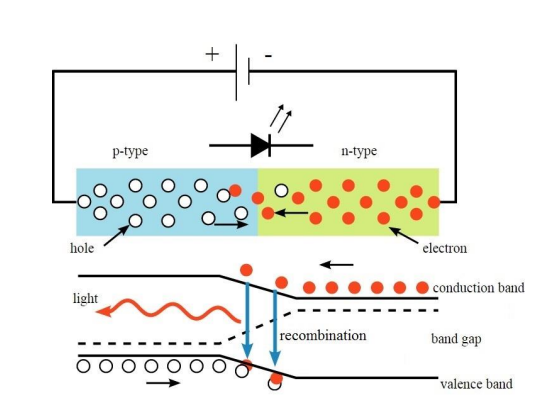 + -
p-type
n-type
hole
electron
conduction band
light
recombination
band gap
valence band